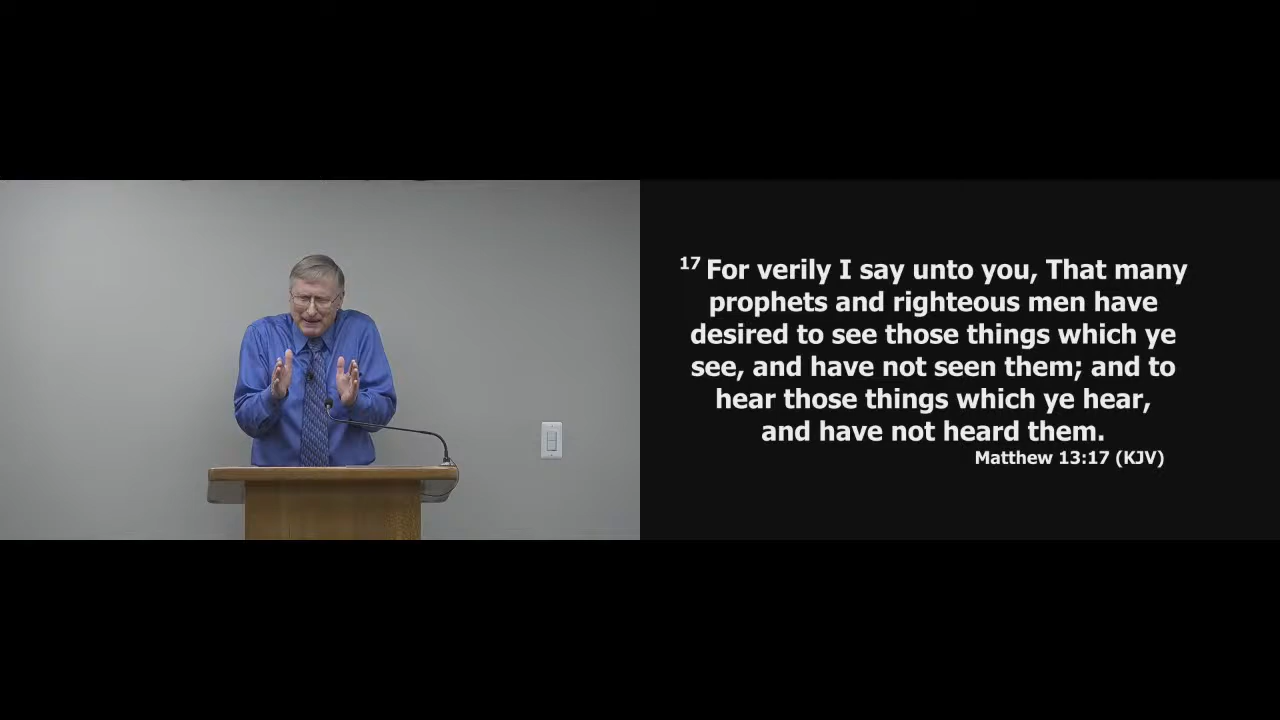 17 For verily I say unto you, That many
prophets and righteous men have
desired to see those things which ye
see, and have not seen them; and to
hear those things which ye hear,
and have not heard them.
Matthew 13:17 (KJV)